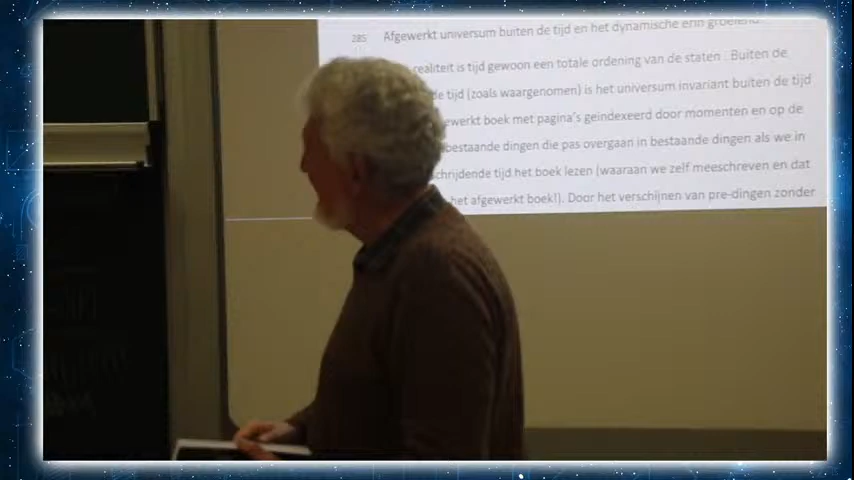 285 Afgewerkt universum buiten de tijd en het dynamische erin groeiend
realiteit is tijd gewoon een totale ordening van de staten : Buiten de
de tijd (zoals waargenomen) is het universum invariant buiten de tijd
gewerkt boek met pagina's geindexeerd door momenten en op de
bestaande dingen die pas overgaan in bestaande dingen als we in
schrijdende tijd het boek lezen (waaraan we zelf meeschreven en dat
het afgewerkt boek!). Door het verschijnen van pre-dingen zonder